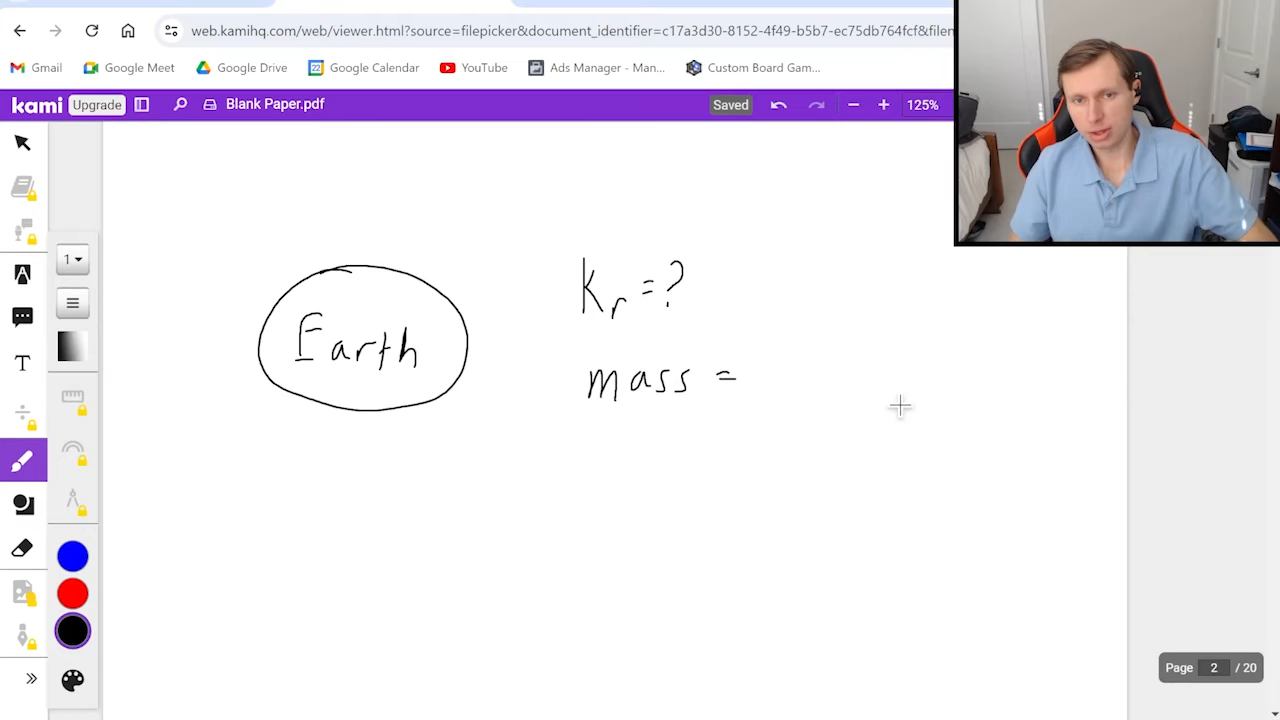 web.kamihq.com/web/viewer.html?source=filepicker&document_identifier=c17a3d30-8152-4f49-b5b7-ec75db764fcf&filen
Gmail Google Meet Google Drive 22 Google Calendar YouTube Ads Manager - Man... Custom Board Gam...
kami Upgrade Blank Paper.pdf Saved 125%
1
Kr = ?
Earth
mass =
Page 2 / 20